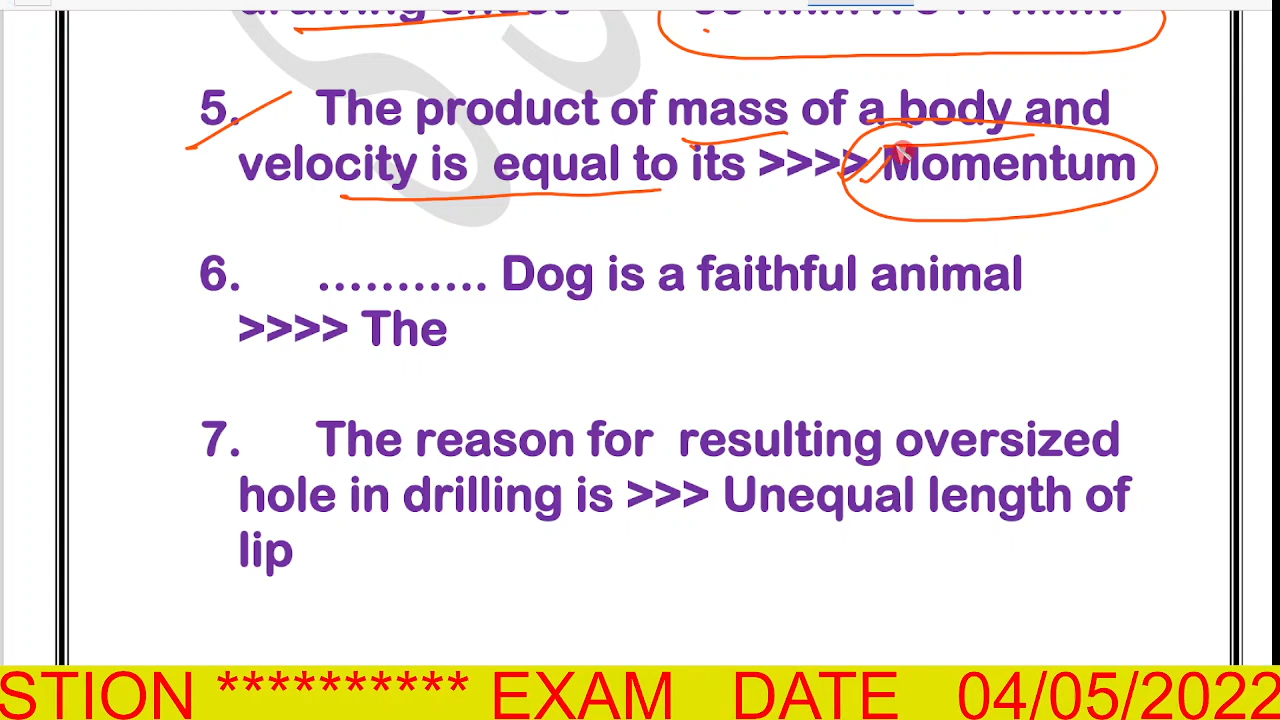 5. The product of mass of a body and
velocity is equal to its >>>> Momentum
6. ........... Dog is a faithful animal
>>>> The
7. The reason for resulting oversized
hole in drilling is >>> Unequal length of
lip
STION ********** EXAM DATE 04/05/2022